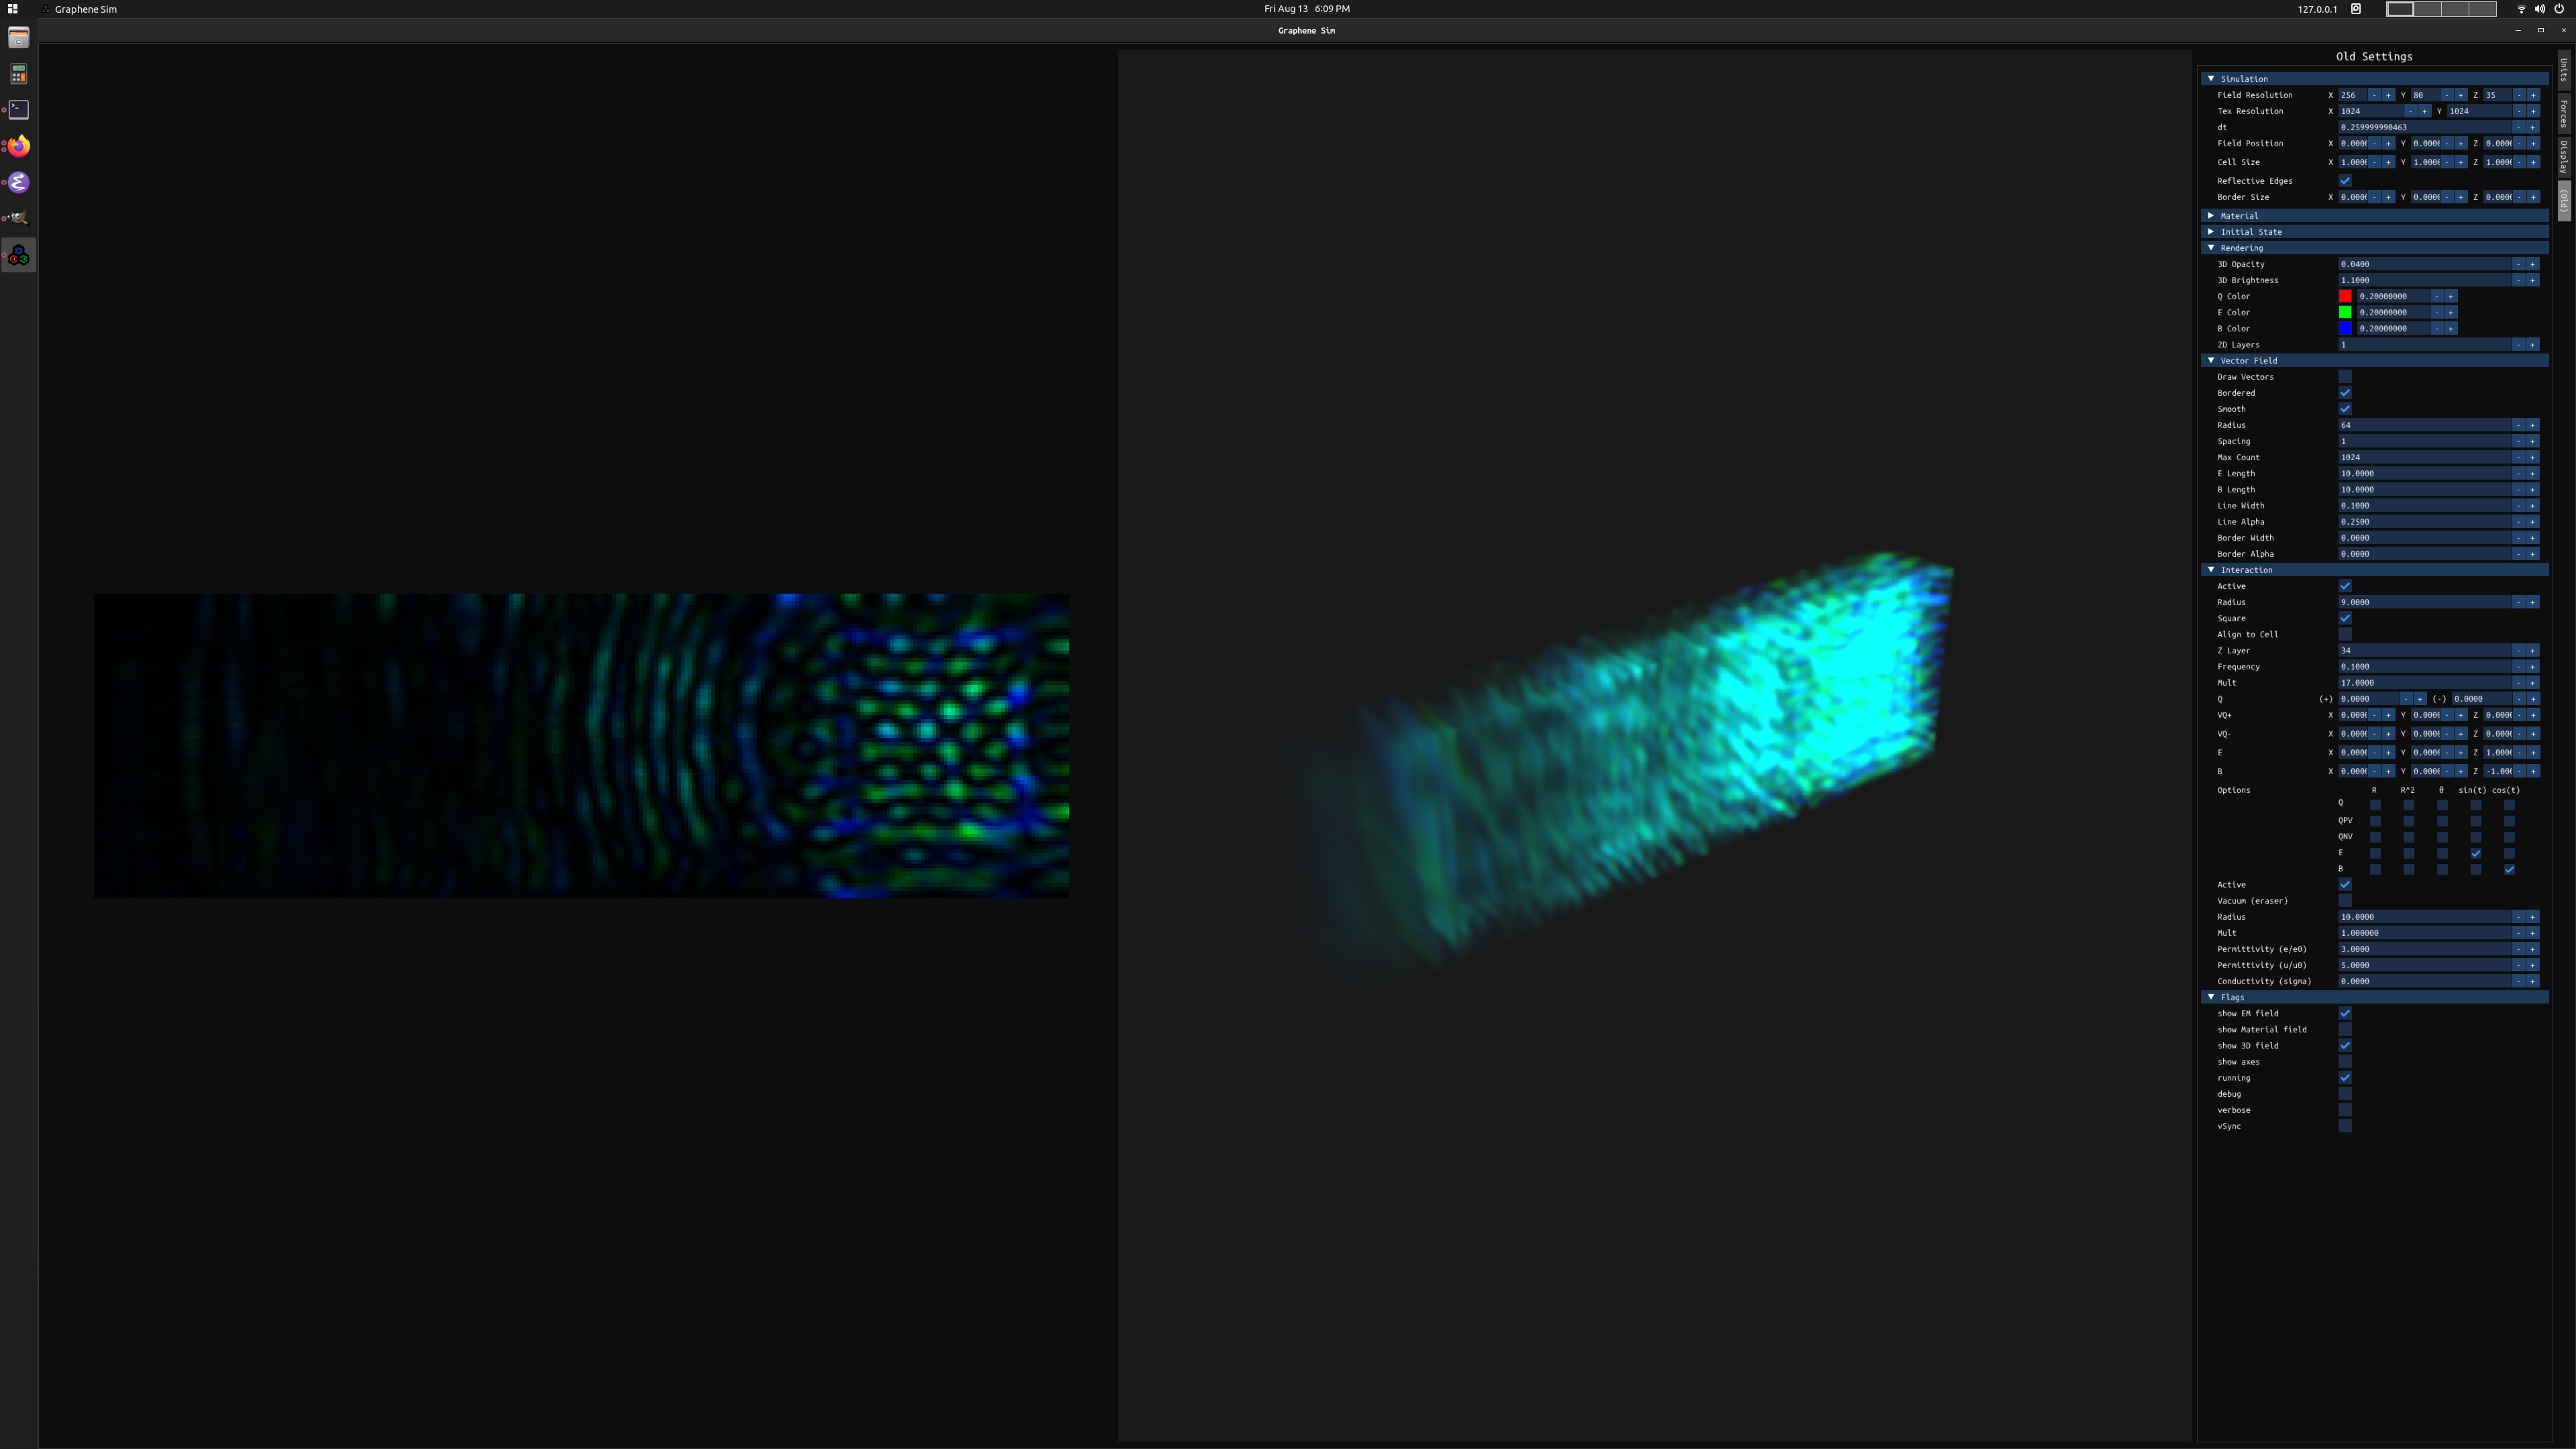 Graphene Sim Fri Aug 13 6:09 PM 127.0.0.1
Graphene Sim
Old Settings
Units
Forces
Display
(Old)
Simulation
Field Resolution X 256 - + Y 80 - + Z 35 - +
Tex Resolution X 1024 - + Y 1024 - +
dt 0.259999990463 - +
Field Position X 0.0000 - + Y 0.0000 - + Z 0.0000 - +
Cell Size X 1.0000 - + Y 1.0000 - + Z 1.0000 - +
Reflective Edges
Border Size X 0.0000 - + Y 0.0000 - + Z 0.0000 - +
Material
Initial State
Rendering
3D Opacity 0.0400 - +
3D Brightness 1.1000 - +
Q Color 0.20000000 - +
E Color 0.20000000 - +
B Color 0.20000000 - +
2D Layers 1 - +
Vector Field
Draw Vectors
Bordered
Smooth
Radius 64 - +
Spacing 1 - +
Max Count 1024 - +
E Length 10.0000 - +
B Length 10.0000 - +
Line Width 0.1000 - +
Line Alpha 0.2500 - +
Border Width 0.0000 - +
Border Alpha 0.0000 - +
Interaction
Active
Radius 9.0000 - +
Square
Align to Cell
Z Layer 34 - +
Frequency 0.1000 - +
Mult 17.0000 - +
Q (+) 0.0000 - + (-) 0.0000 - +
VQ+ X 0.0000 - + Y 0.0000 - + Z 0.0000 - +
VQ- X 0.0000 - + Y 0.0000 - + Z 0.0000 - +
E X 0.0000 - + Y 0.0000 - + Z 1.0000 - +
B X 0.0000 - + Y 0.0000 - + Z -1.000 - +
Options R R^2 θ sin(t) cos(t)
Q
QPV
QNV
E
B
Active
Vacuum (eraser)
Radius 10.0000 - +
Mult 1.000000 - +
Permittivity (e/e0) 3.0000 - +
Permittivity (u/u0) 5.0000 - +
Conductivity (sigma) 0.0000 - +
Flags
show EM field
show Material field
show 3D field
show axes
running
debug
verbose
vSync